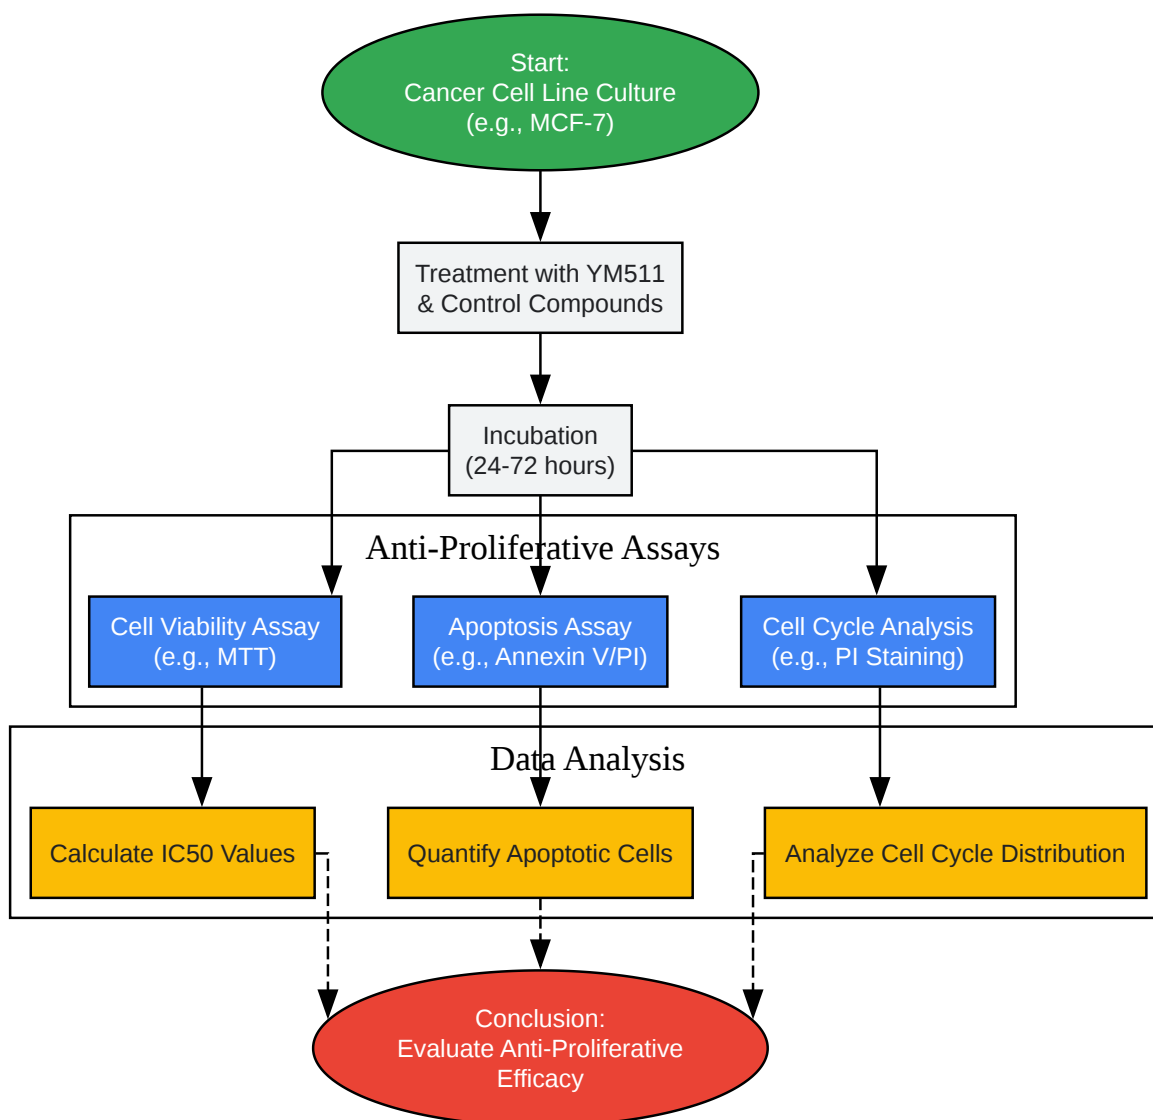 Start:
Cancer Cell Line Culture
(e.g., MCF-7)
Treatment with YM511
& Control Compounds
Incubation
(24-72 hours)
Anti-Proliferative Assays
Cell Viability Assay
(e.g., MTT)
Apoptosis Assay
(e.g., Annexin V/PI)
Cell Cycle Analysis
(e.g., PI Staining)
Data Analysis
Calculate IC50 Values
Quantify Apoptotic Cells
Analyze Cell Cycle Distribution
Conclusion:
Evaluate Anti-Proliferative
Efficacy